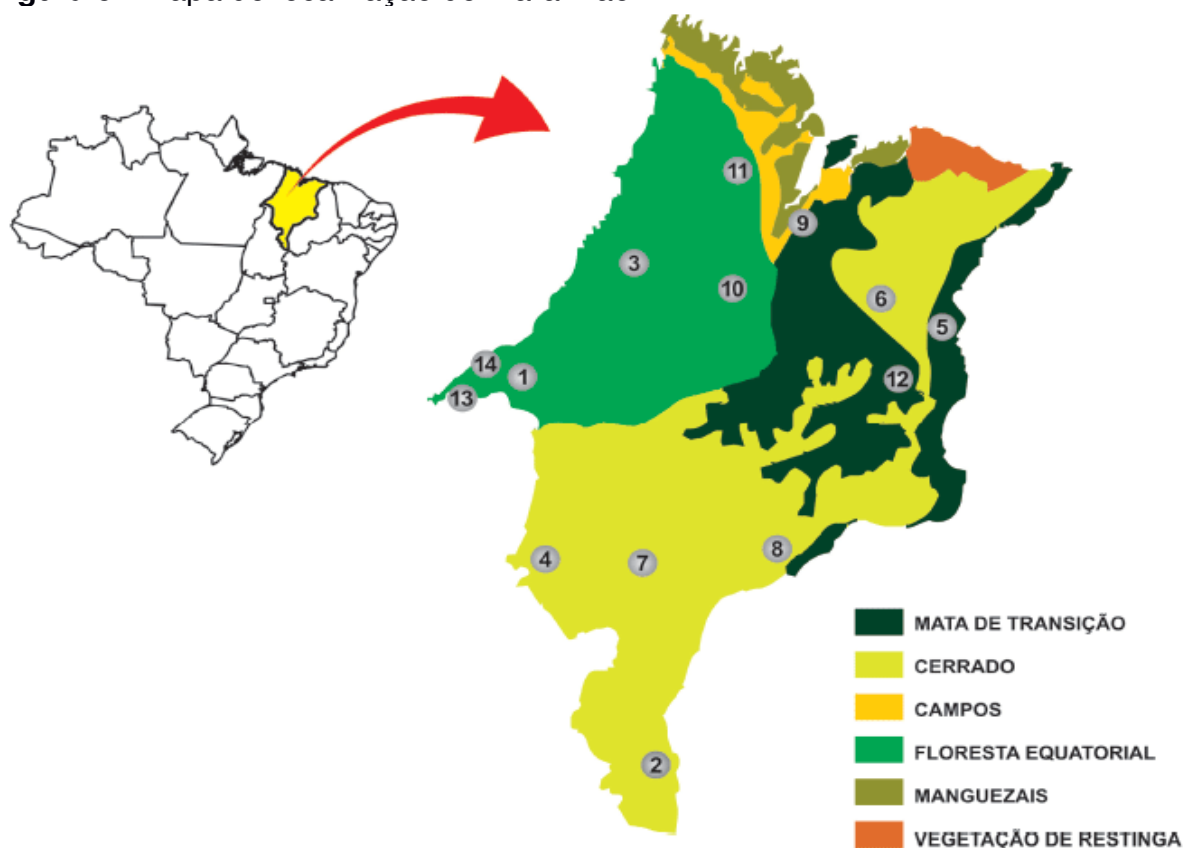 11
9
3
10
6
5
14
1
12
13
4
7
8
2
MATA DE TRANSIÇÃO
CERRADO
CAMPOS
FLORESTA EQUATORIAL
MANGUEZAIS
VEGETAÇÃO DE RESTINGA